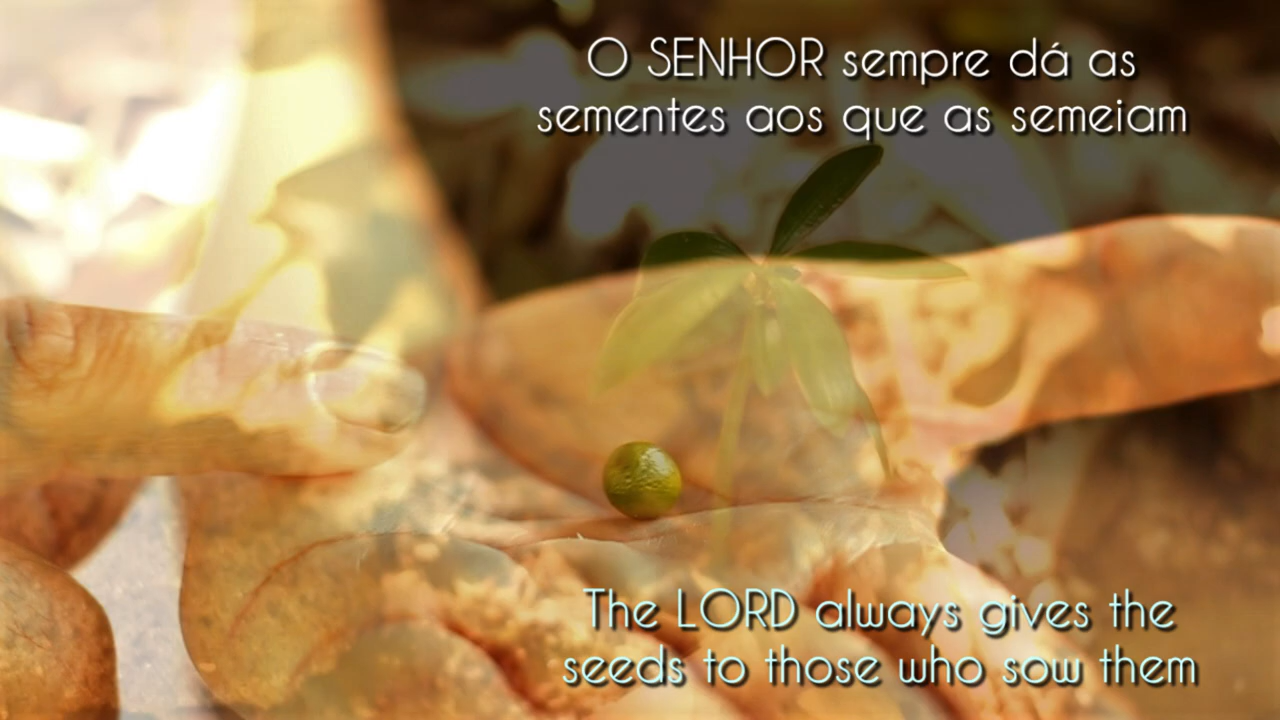 O SENHOR sempre dá as
sementes aos que as semeiam
The LORD always gives the
seeds to those who sow them